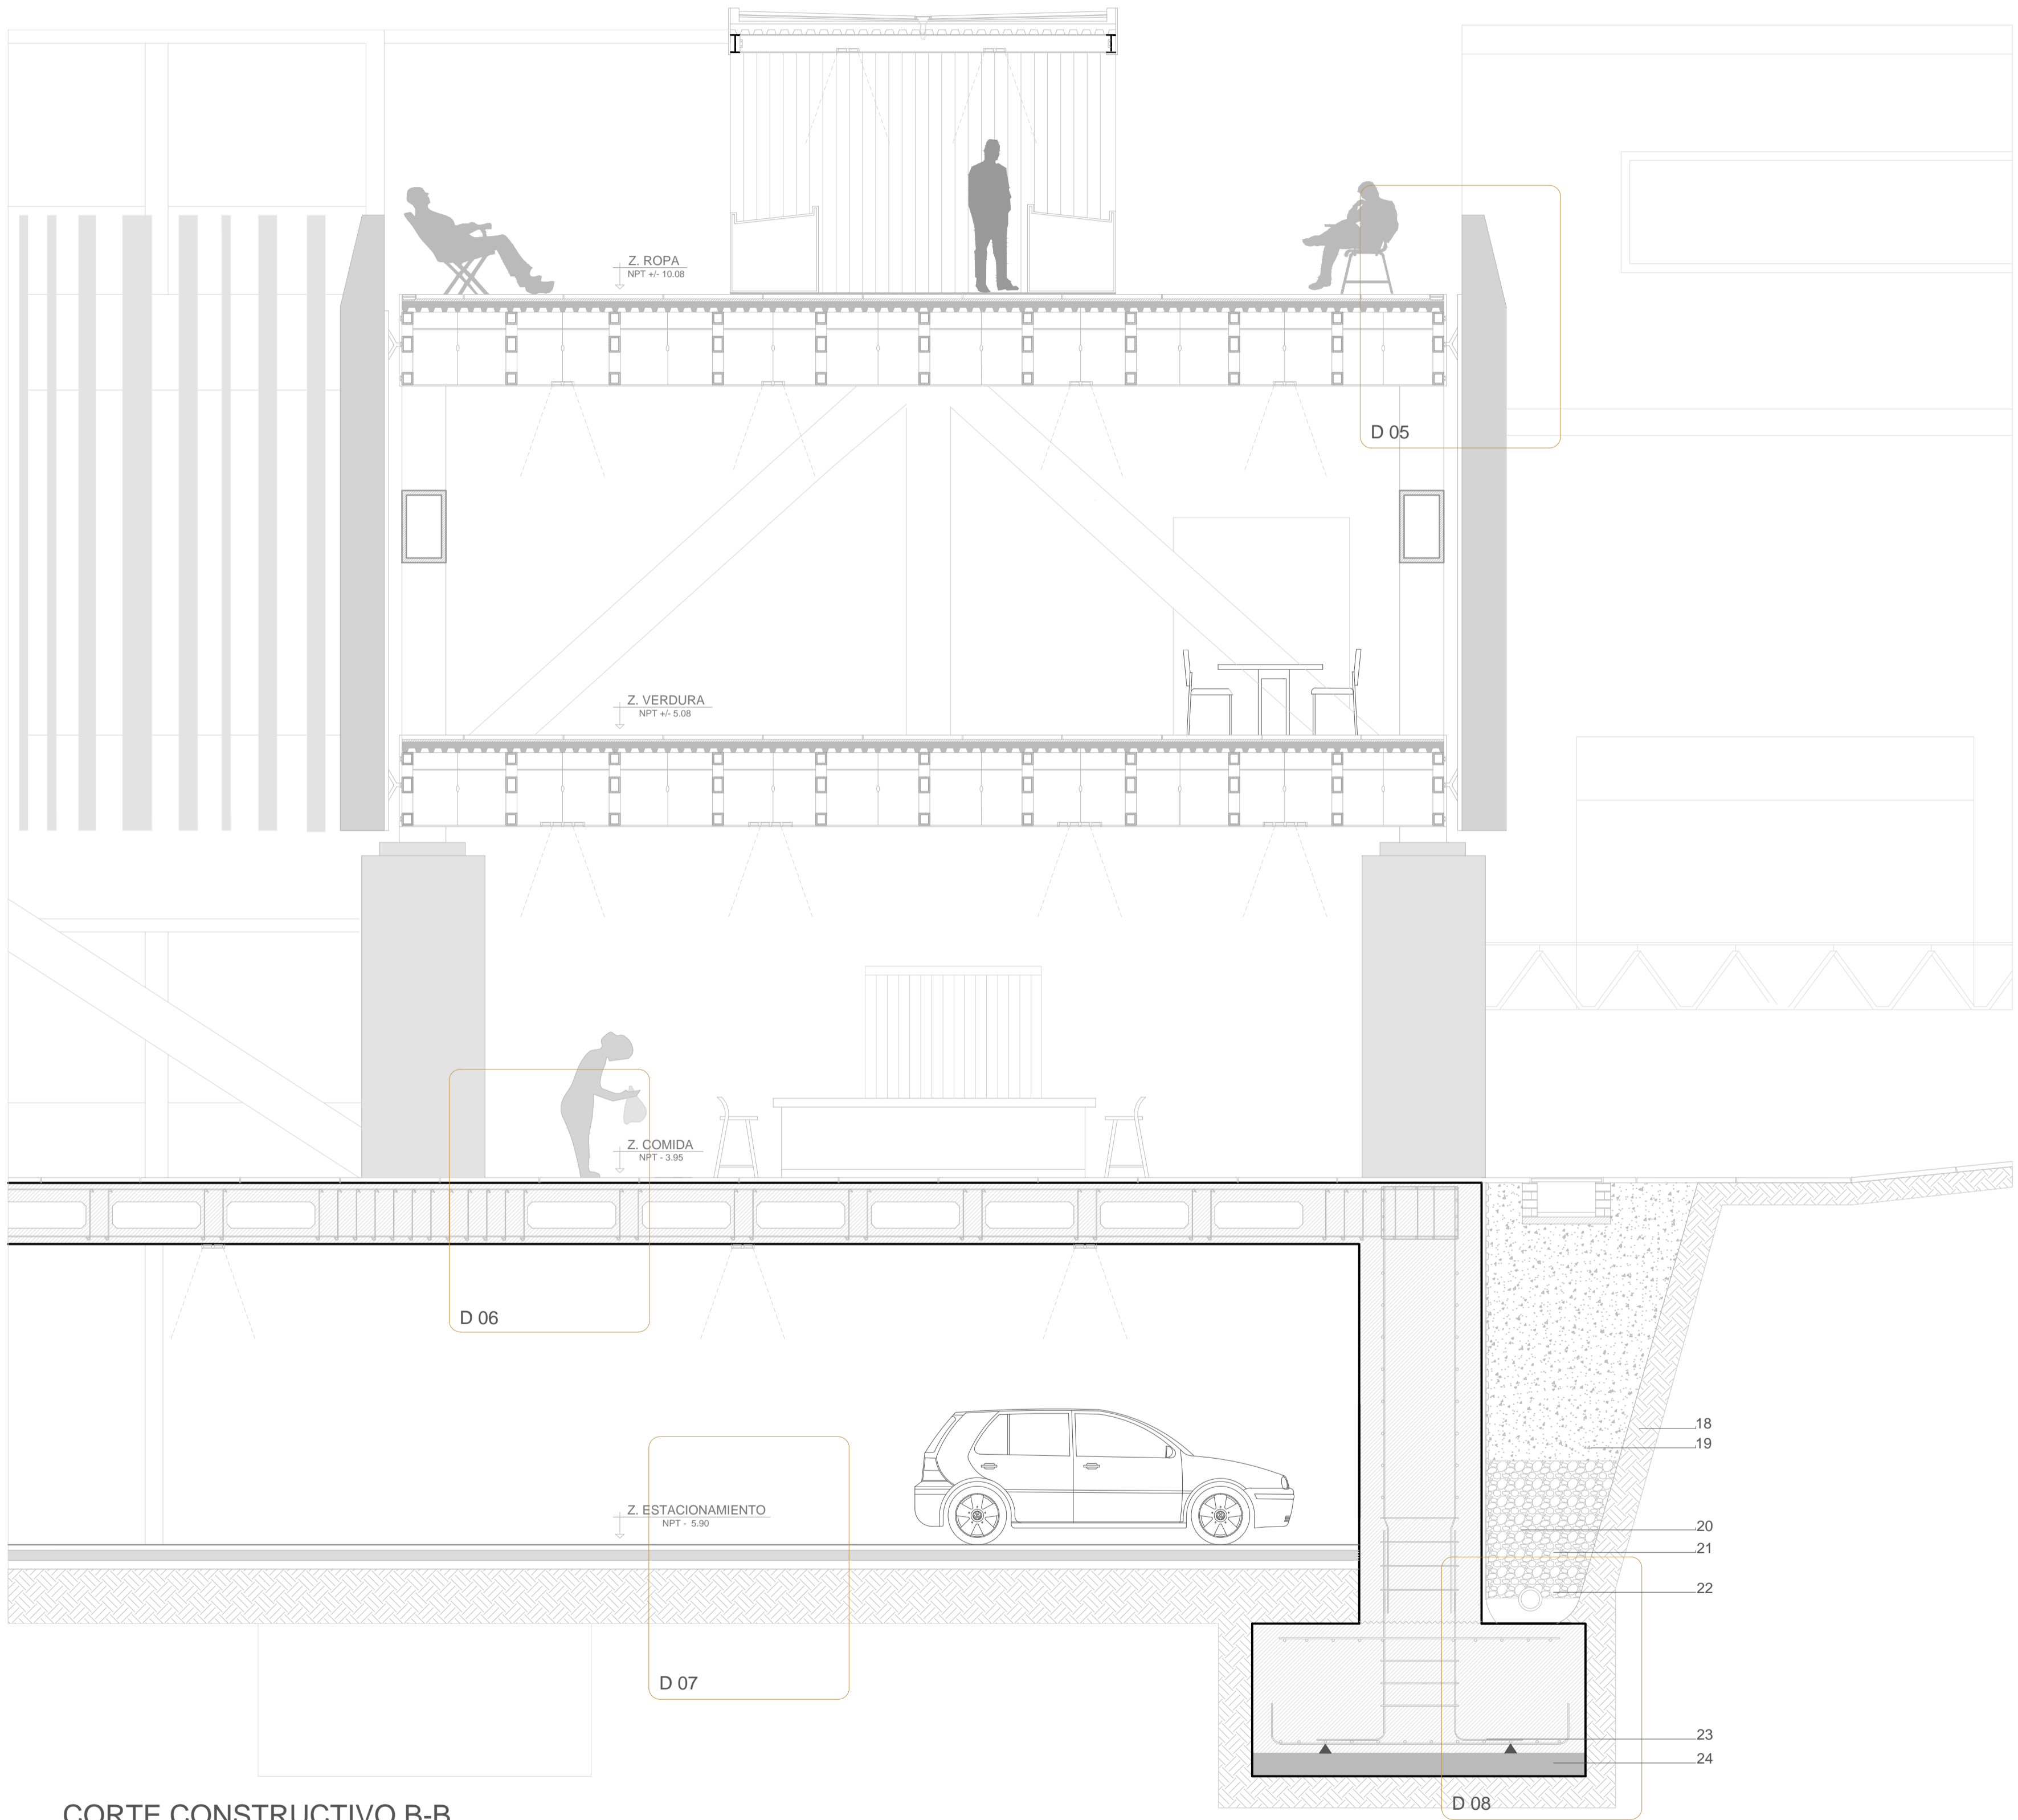 Z. ROPA
NPT +/- 10.08
D 05
Z. VERDURA
NPT +/- 5.08
Z. COMIDA
NPT - 3.95
D 06
18
19
Z. ESTACIONAMIENTO
NPT - 5.90
20
21
22
D 07
23
24
D 08
CORTE CONSTRUCTIVO B-B